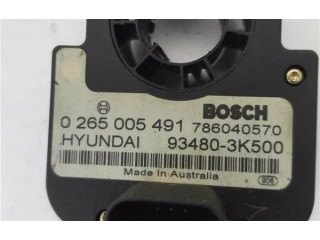 BOSCH
0 265 005 491 786040570
HYUNDAI 93480-3K500
Made in Australia